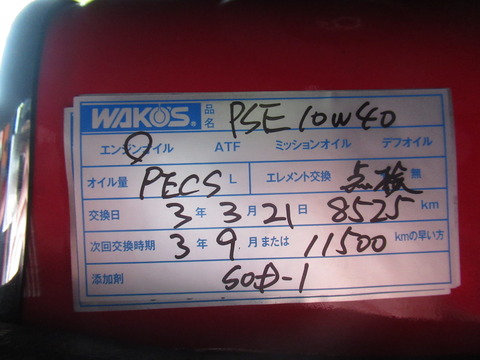 WAKO'S. 品名 PSE 10W40
エンジンオイル ATF ミッションオイル デフオイル
オイル量 PECS L エレメント交換 点検 無
交換日 3年 3月 21日 8525 km
次回交換時期 3年 9月または 11500 kmの早い方
添加剤 SOD-1